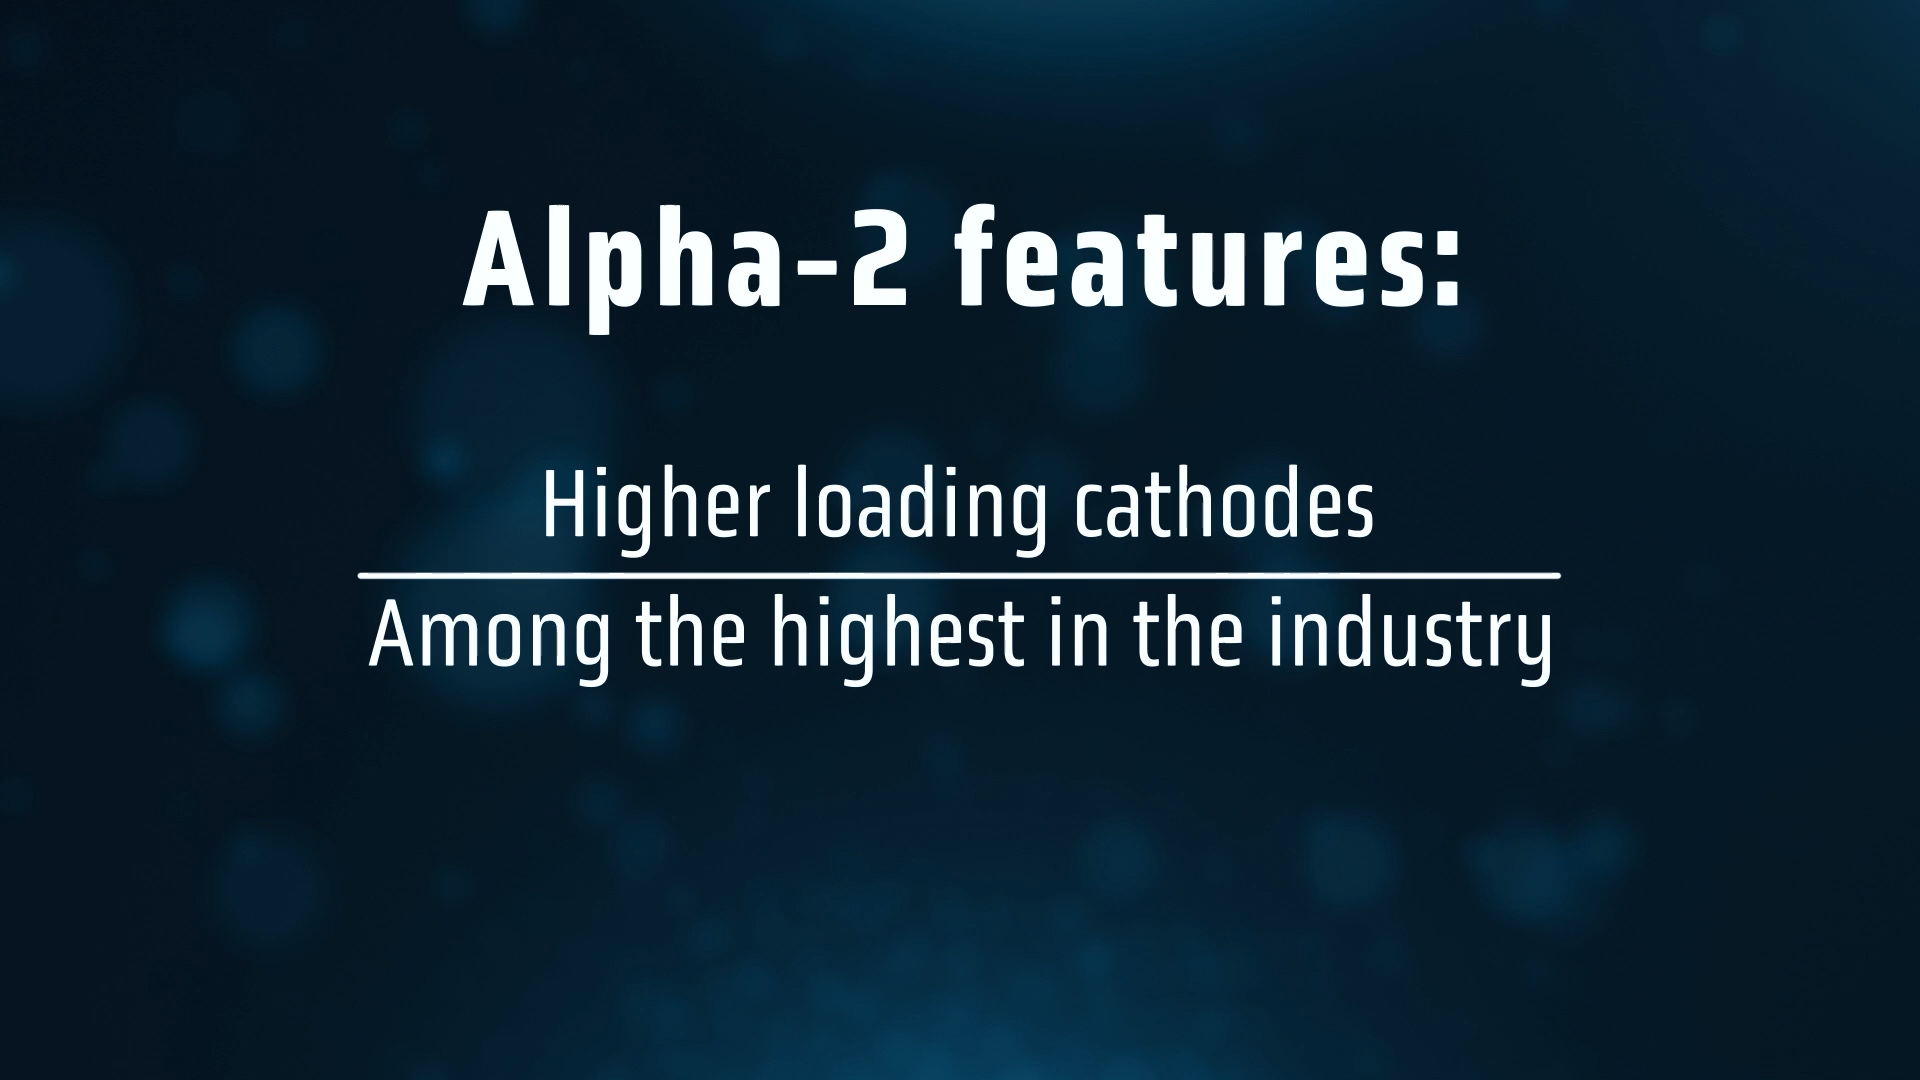 Alpha-2 features:
Higher loading cathodes
Among the highest in the industry